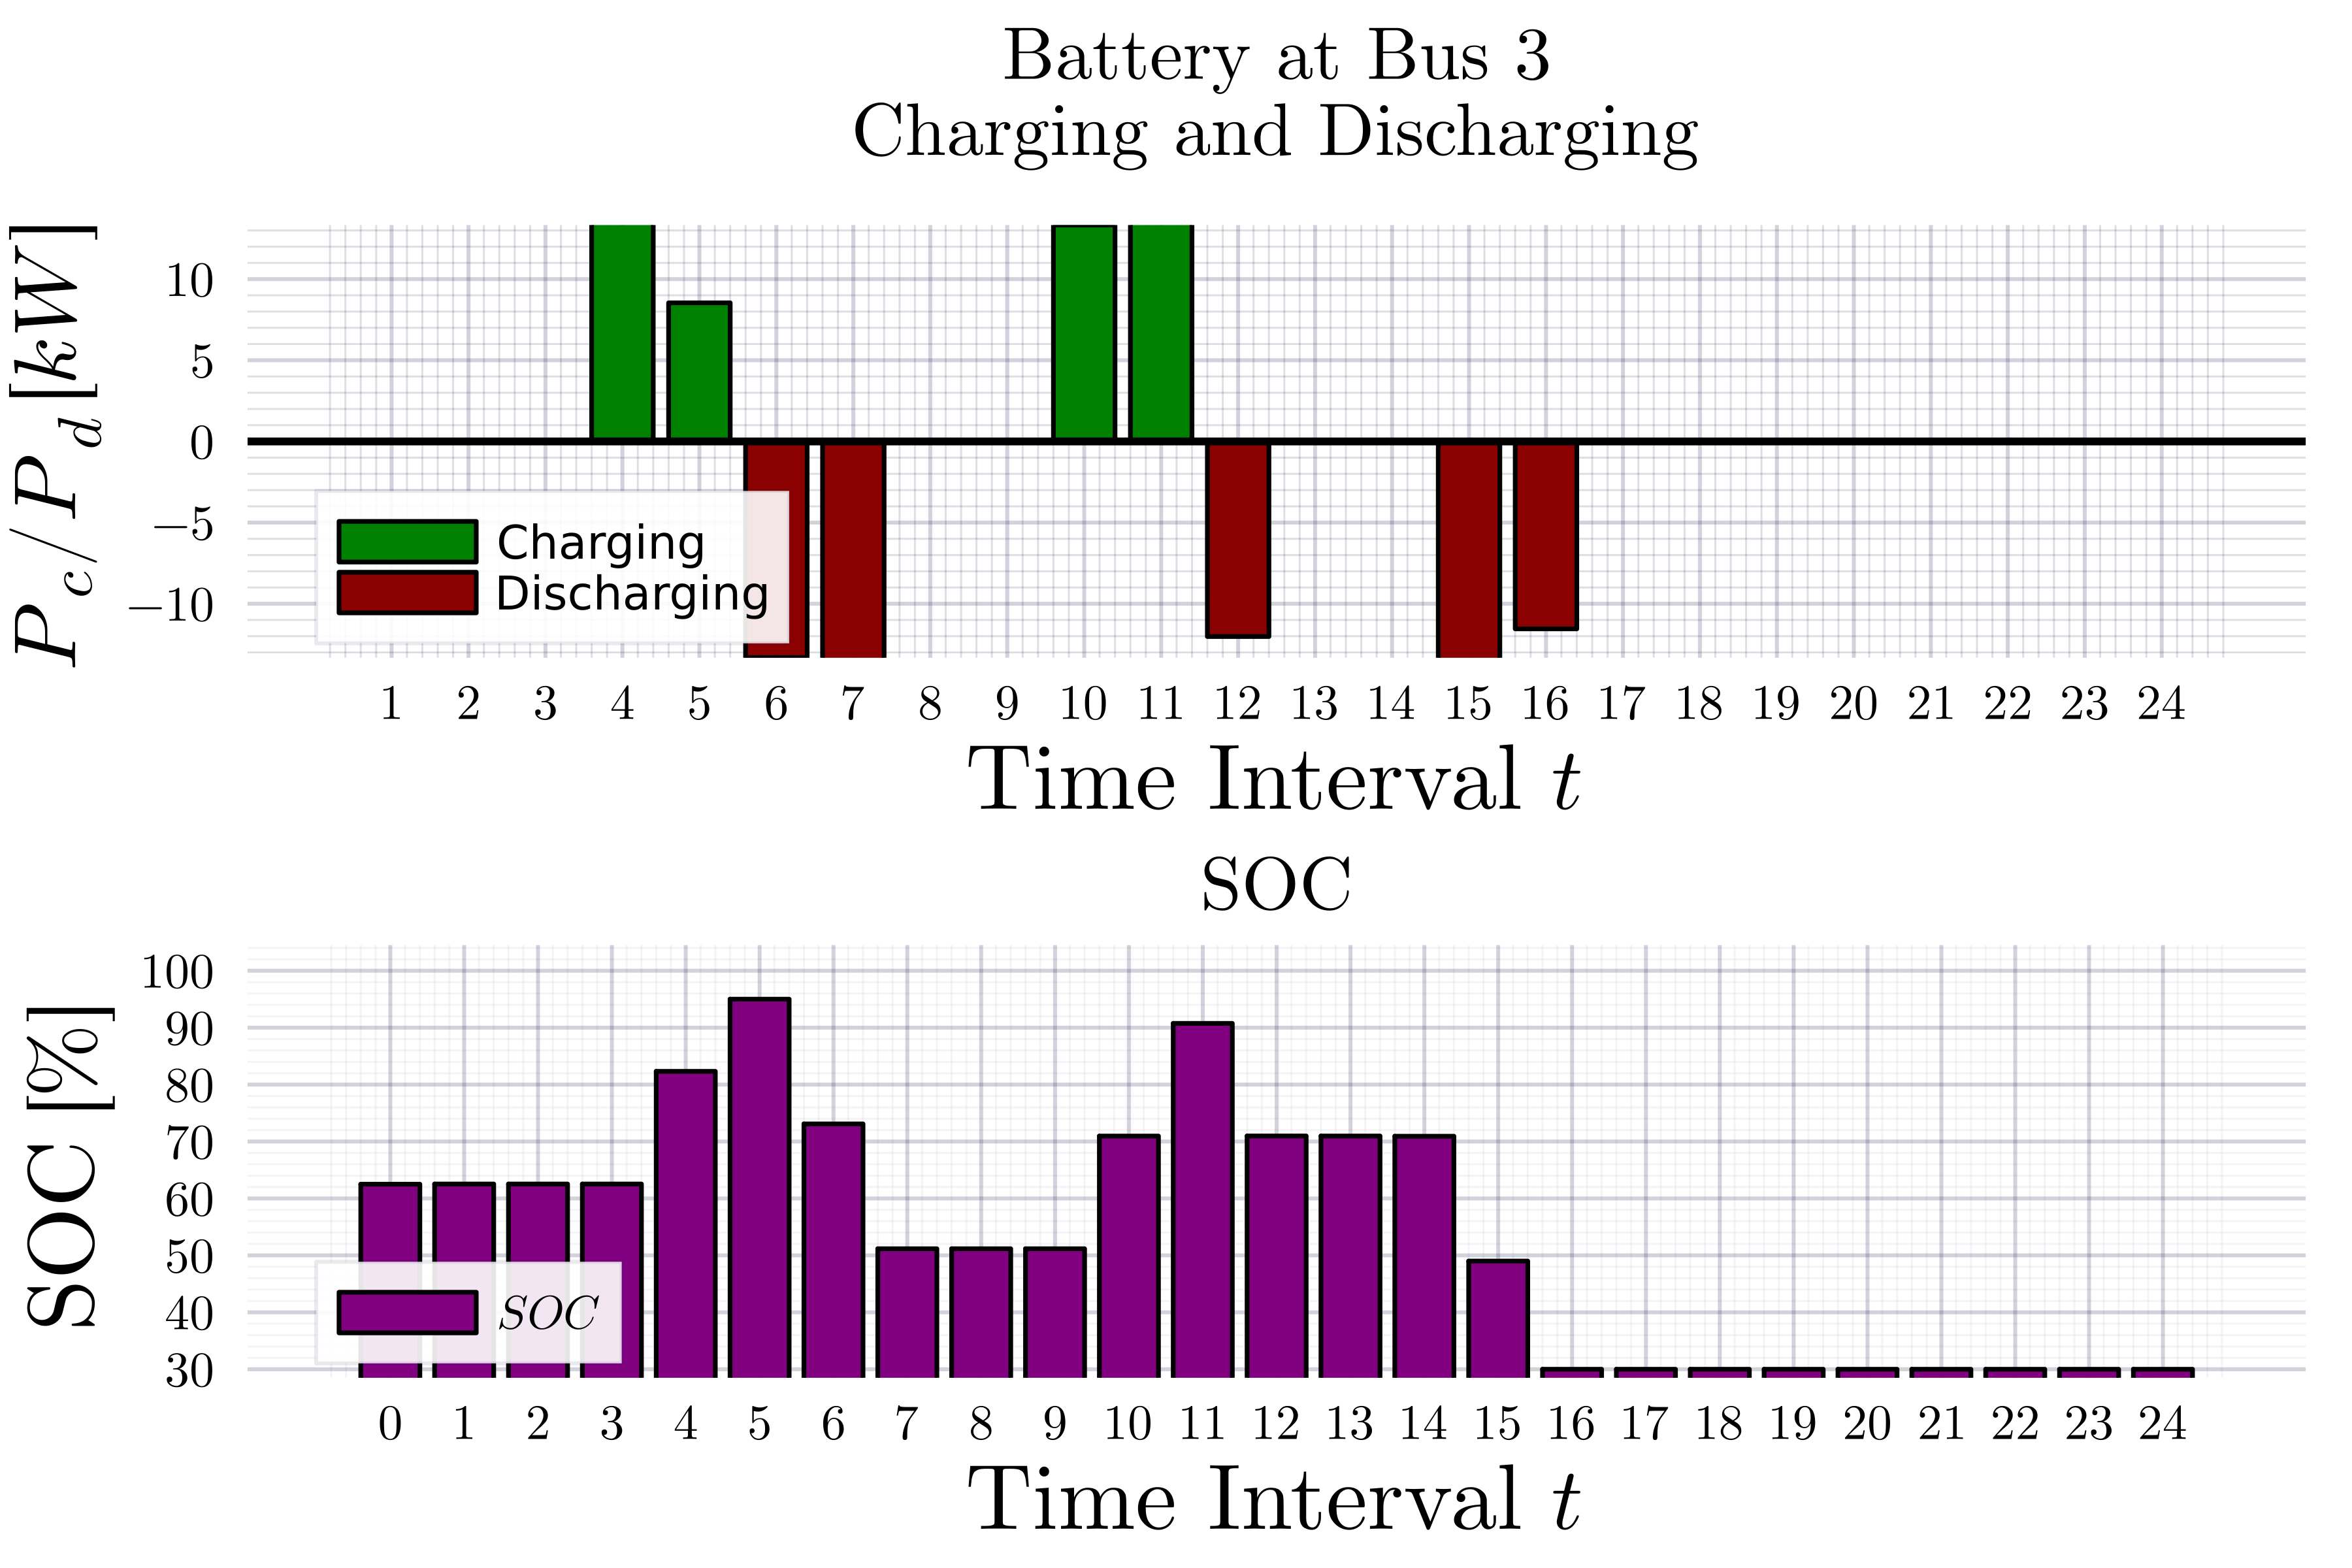 Battery at Bus 3
Charging and Discharging
P_c/P_d [kW]
10
5
0
−5
−10
Charging
Discharging
1 2 3 4 5 6 7 8 9 10 11 12 13 14 15 16 17 18 19 20 21 22 23 24
Time Interval t
SOC
SOC [%]
100
90
80
70
60
50
40
30
SOC
0 1 2 3 4 5 6 7 8 9 10 11 12 13 14 15 16 17 18 19 20 21 22 23 24
Time Interval t